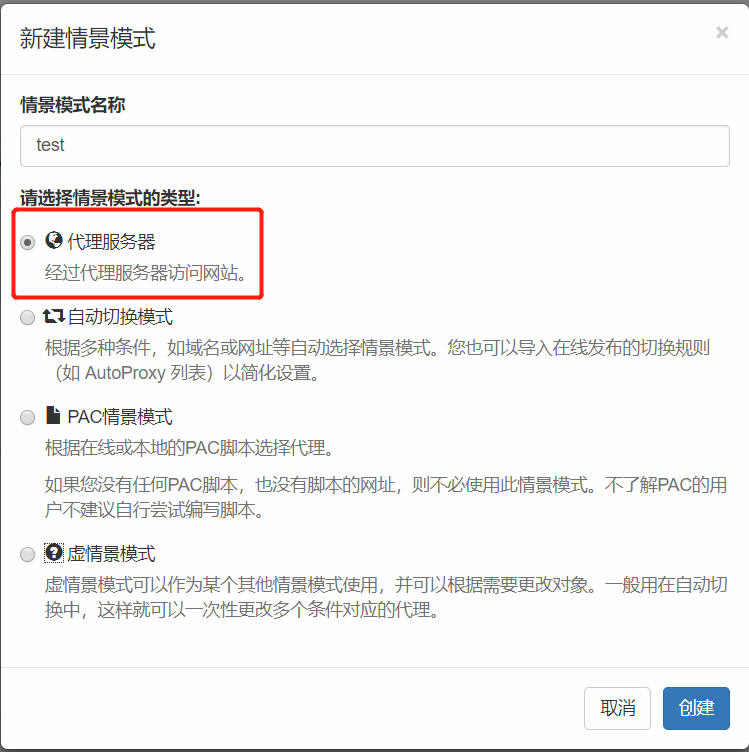 新建情景模式
×
情景模式名称
test
请选择情景模式的类型:
代理服务器
经过代理服务器访问网站。
自动切换模式
根据多种条件，如域名或网址等自动选择情景模式。您也可以导入在线发布的切换规则
（如 AutoProxy 列表）以简化设置。
PAC情景模式
根据在线或本地的PAC脚本选择代理。
如果您没有任何PAC脚本，也没有脚本的网址，则不必使用此情景模式。不了解PAC的用
户不建议自行尝试编写脚本。
虚情景模式
虚情景模式可以作为某个其他情景模式使用，并可以根据需要更改对象。一般用在自动切
换中，这样就可以一次性更改多个条件对应的代理。
取消
创建